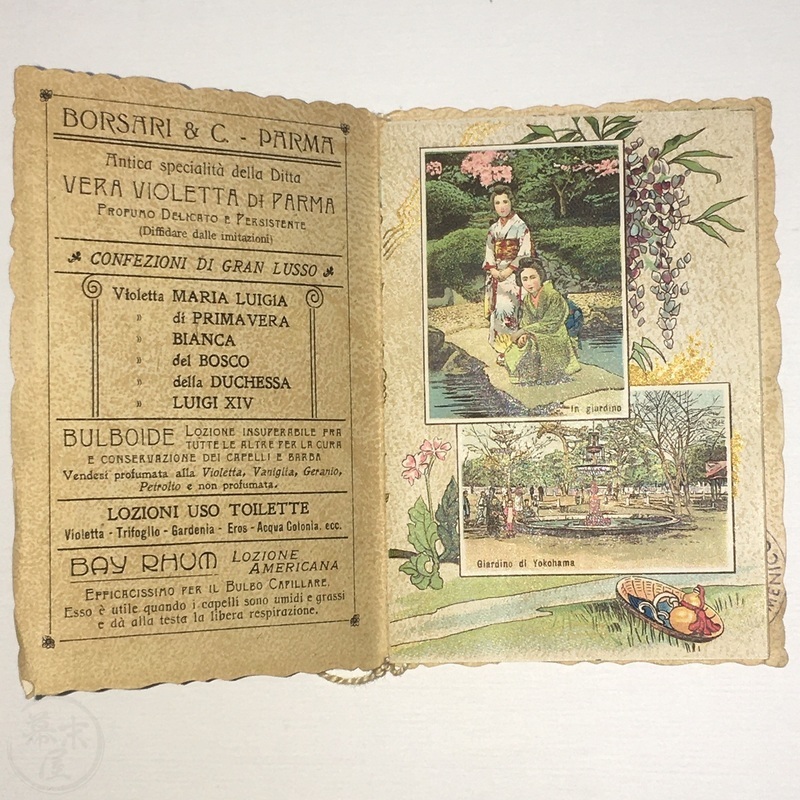 BORSARI & C. - PARMA
Antica specialità della Ditta
VERA VIOLETTA DI PARMA
PROFUMO DELICATO E PERSISTENTE
(Diffidare dalle imitazioni)
CONFEZIONI DI GRAN LUSSO
Violetta MARIA LUIGIA
» di PRIMAVERA
» BIANCA
» del BOSCO
» della DUCHESSA
» LUIGI XIV
BULBOIDE LOZIONE INSUPERABILE FRA
TUTTE LE ALTRE PER LA CURA
E CONSERVAZIONE DEI CAPELLI E BARBA
Vendesi profumata alla Violetta, Vaniglia, Geranio,
Petrolio e non profumata.
LOZIONI USO TOILETTE
Violetta - Trifoglio - Gardenia - Eros - Acqua Colonia, ecc.
BAY RHUM LOZIONE
AMERICANA
EFFICACISSIMO PER IL BULBO CAPILLARE.
Esso è utile quando i capelli sono umidi e grassi
e dà alla testa la libera respirazione.
In giardino
Giardino di Yokohama
MENICO
幕末屋